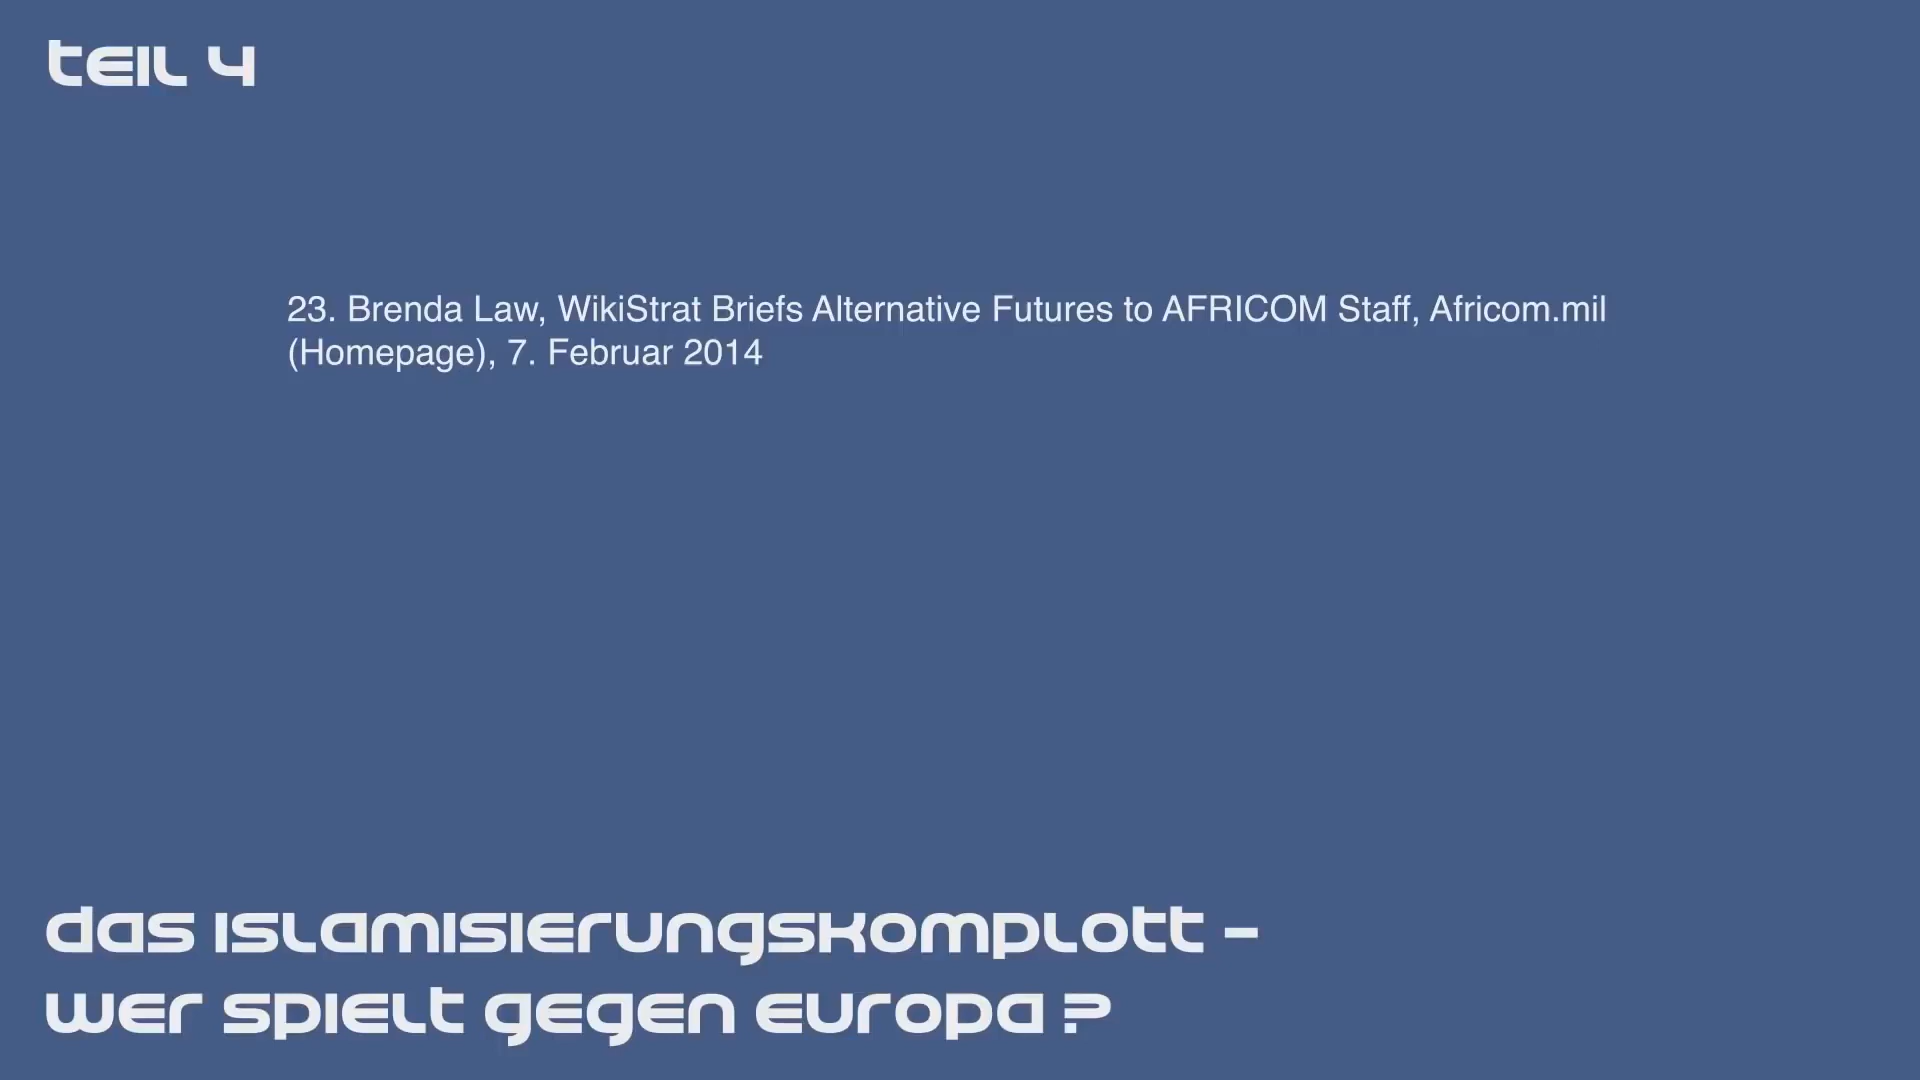 Teil 4
23. Brenda Law, WikiStrat Briefs Alternative Futures to AFRICOM Staff, Africom.mil
(Homepage), 7. Februar 2014
Das Islamisierungskomplott –
Wer spielt gegen Europa ?